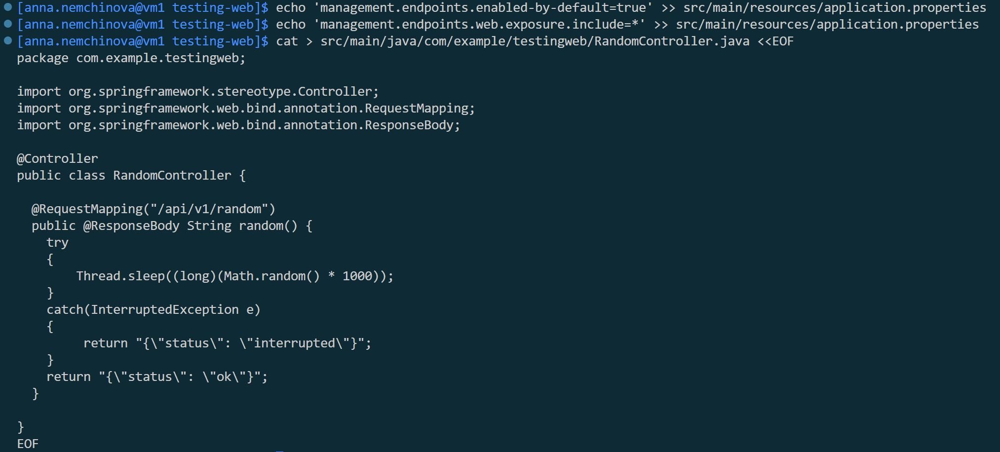 [anna.nemchinova@vm1 testing-web]$ echo 'management.endpoints.enabled-by-default=true' >> src/main/resources/application.properties
[anna.nemchinova@vm1 testing-web]$ echo 'management.endpoints.web.exposure.include=*' >> src/main/resources/application.properties
[anna.nemchinova@vm1 testing-web]$ cat > src/main/java/com/example/testingweb/RandomController.java <<EOF
package com.example.testingweb;

import org.springframework.stereotype.Controller;
import org.springframework.web.bind.annotation.RequestMapping;
import org.springframework.web.bind.annotation.ResponseBody;

@Controller
public class RandomController {

  @RequestMapping("/api/v1/random")
  public @ResponseBody String random() {
    try
    {
        Thread.sleep((long)(Math.random() * 1000));
    }
    catch(InterruptedException e)
    {
         return "{\"status\": \"interrupted\"}";
    }
    return "{\"status\": \"ok\"}";
  }

}
EOF